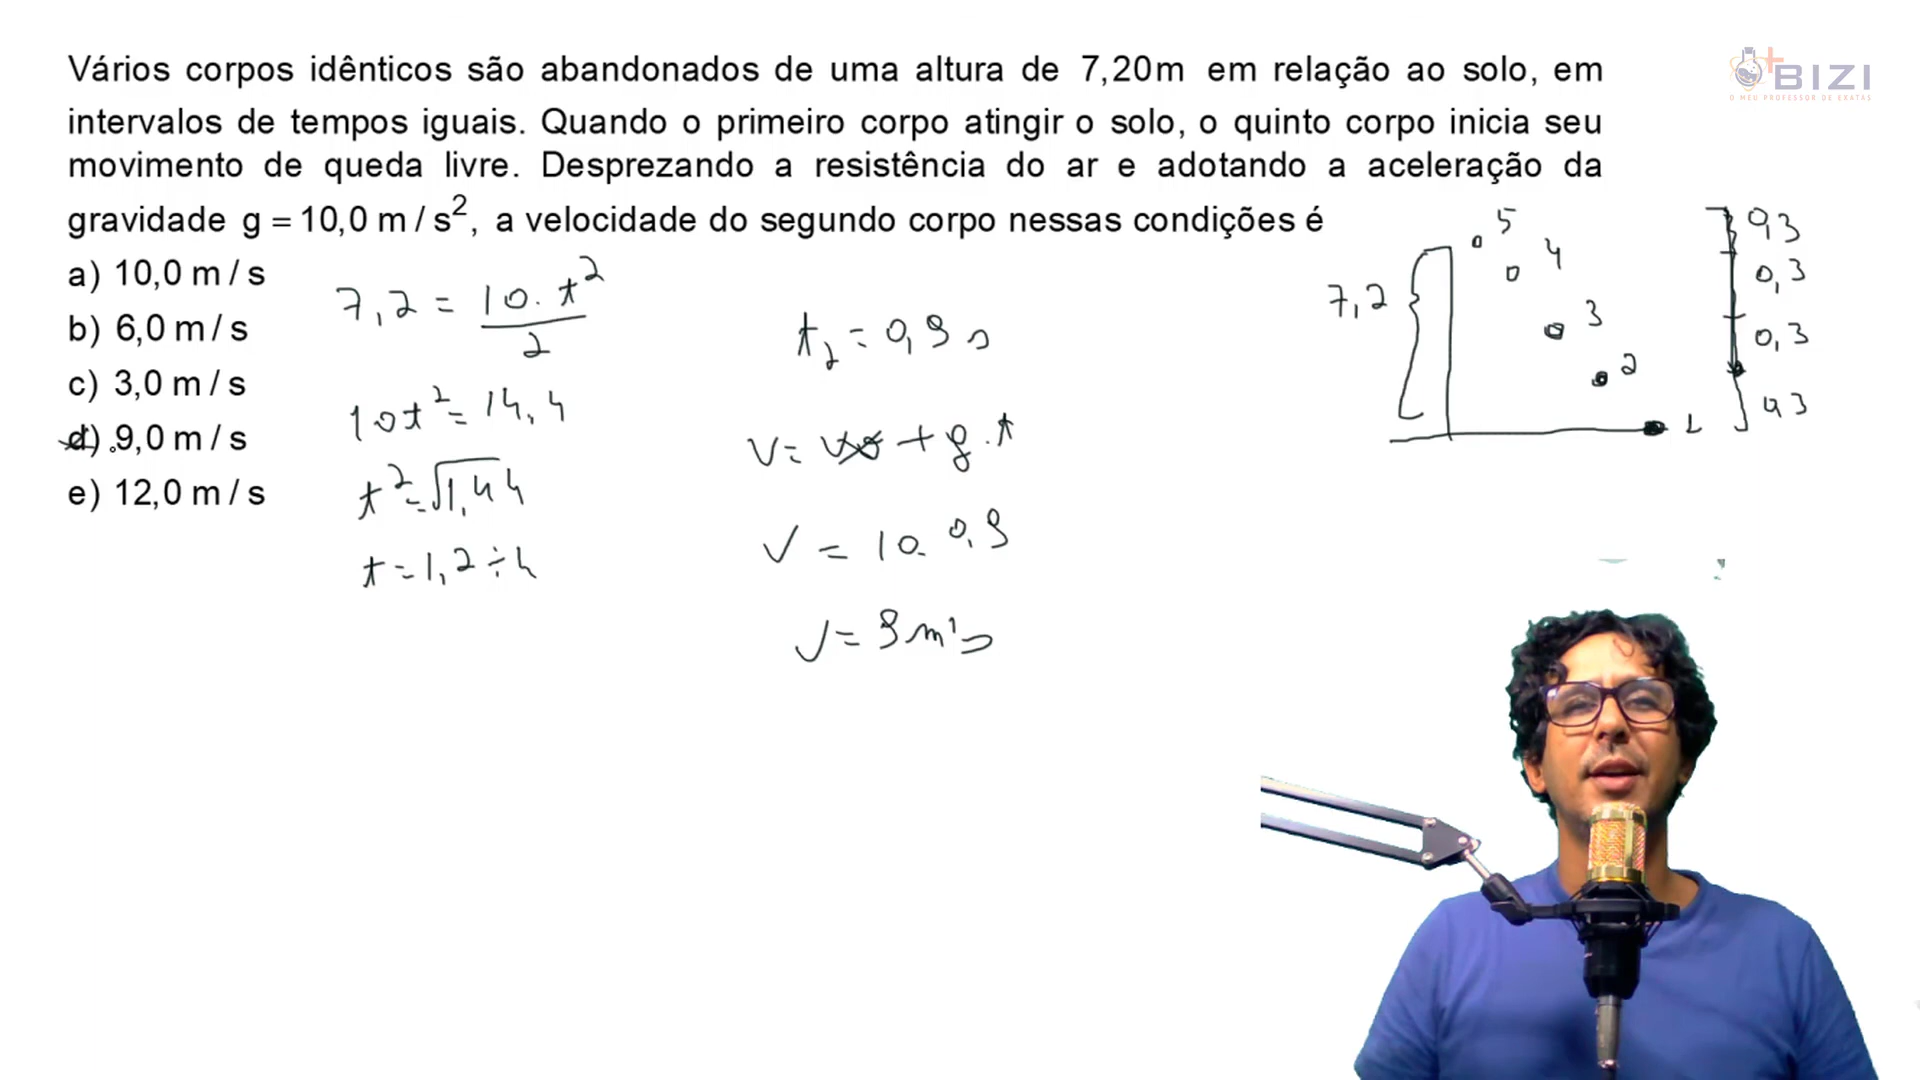 Vários corpos idênticos são abandonados de uma altura de 7,20m em relação ao solo, em
intervalos de tempos iguais. Quando o primeiro corpo atingir o solo, o quinto corpo inicia seu
movimento de queda livre. Desprezando a resistência do ar e adotando a aceleração da
gravidade g = 10,0 m / s², a velocidade do segundo corpo nessas condições é
a) 10,0 m / s
b) 6,0 m / s
c) 3,0 m / s
d) 9,0 m / s
e) 12,0 m / s
7,2 = 10. t² / 2
10t² = 14,4
t² = √1,44
t = 1,2 ÷ 4
t₂ = 0,9 s
v = vo + g.t
v = 10. 0,9
v = 9 m/s
7,2
5
4
3
2
1
0,3
0,3
0,3
0,3
+BIZI
O MEU PROFESSOR DE EXATAS